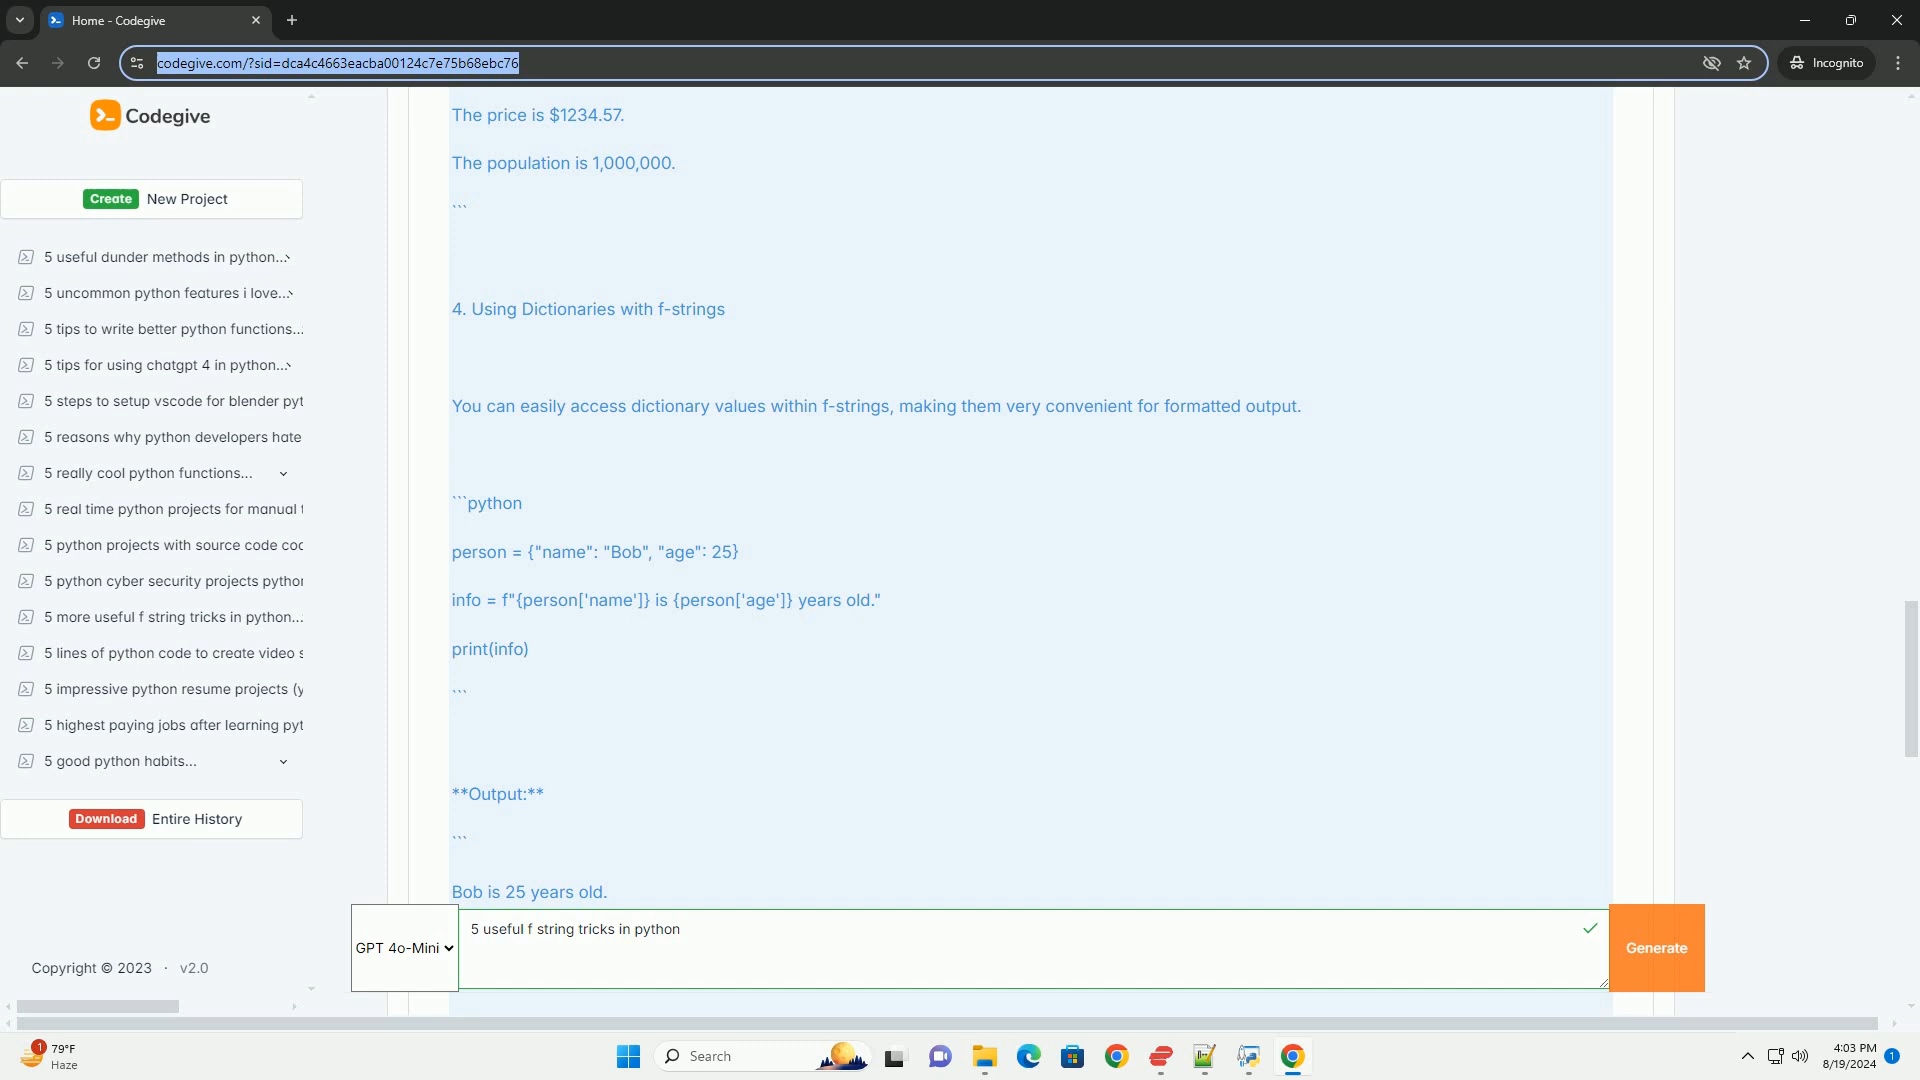 Home - Codegive
codegive.com/?sid=dca4c4663eacba00124c7e75b68ebc76
Incognito
Codegive
Create New Project
5 useful dunder methods in python...
5 uncommon python features i love...
5 tips to write better python functions...
5 tips for using chatgpt 4 in python...
5 steps to setup vscode for blender pyt
5 reasons why python developers hate
5 really cool python functions...
5 real time python projects for manual t
5 python projects with source code coc
5 python cyber security projects pythor
5 more useful f string tricks in python...
5 lines of python code to create video s
5 impressive python resume projects (y
5 highest paying jobs after learning pyt
5 good python habits...
Download Entire History
Copyright © 2023 · v2.0
The price is $1234.57.
The population is 1,000,000.
```
4. Using Dictionaries with f-strings
You can easily access dictionary values within f-strings, making them very convenient for formatted output.
```python
person = {"name": "Bob", "age": 25}
info = f"{person['name']} is {person['age']} years old."
print(info)
```
**Output:**
```
Bob is 25 years old.
GPT 4o-Mini
5 useful f string tricks in python
Generate
1
79°F
Haze
Search
4:03 PM
8/19/2024
1